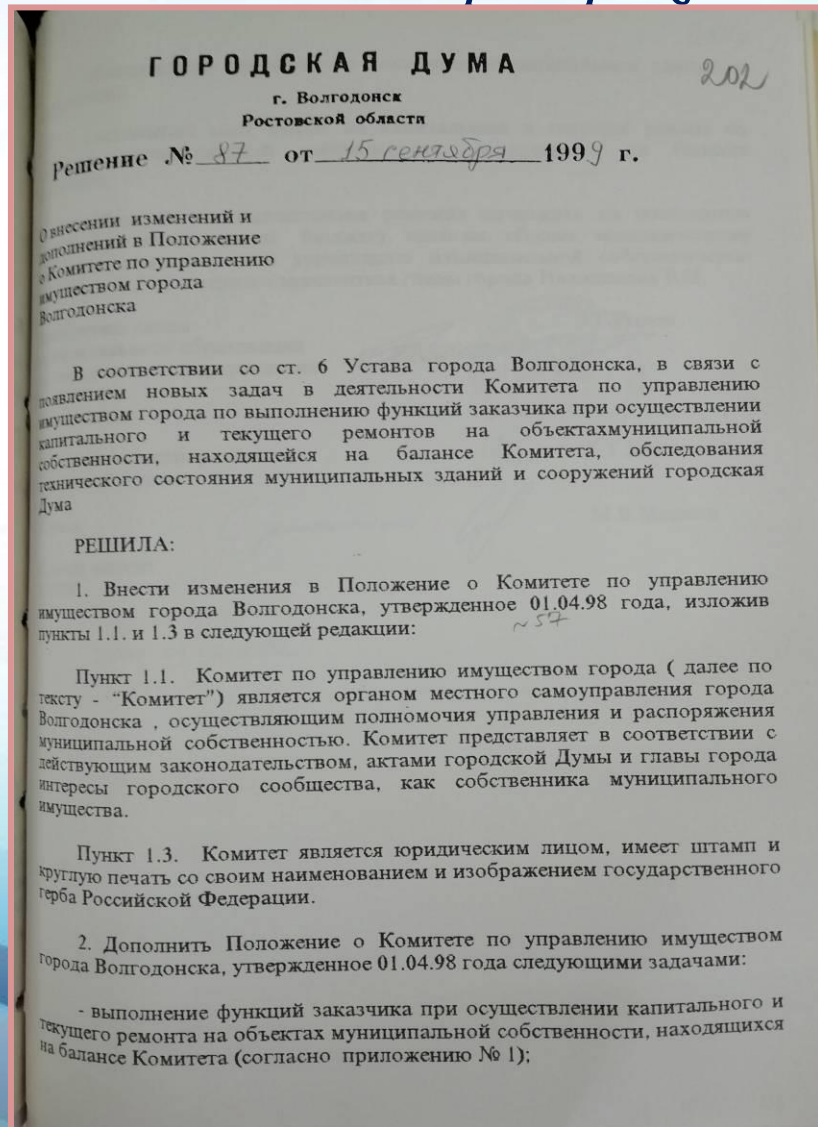 ГОРОДСКАЯ ДУМА
202
г. Волгодонск
Ростовской области
Решение № 87 от 15 сентября 1999 г.
О внесении изменений и
дополнений в Положение
о Комитете по управлению
имуществом города
Волгодонска
В соответствии со ст. 6 Устава города Волгодонска, в связи с
появлением новых задач в деятельности Комитета по управлению
имуществом города по выполнению функций заказчика при осуществлении
капитального и текущего ремонтов на объектахмуниципальной
собственности, находящейся на балансе Комитета, обследования
технического состояния муниципальных зданий и сооружений городская
Дума
РЕШИЛА:
1. Внести изменения в Положение о Комитете по управлению
имуществом города Волгодонска, утвержденное 01.04.98 года, изложив
пункты 1.1. и 1.3 в следующей редакции:
~57
Пункт 1.1. Комитет по управлению имуществом города ( далее по
тексту - “Комитет”) является органом местного самоуправления города
Волгодонска , осуществляющим полномочия управления и распоряжения
муниципальной собственностью. Комитет представляет в соответствии с
действующим законодательством, актами городской Думы и главы города
интересы городского сообщества, как собственника муниципального
имущества.
Пункт 1.3. Комитет является юридическим лицом, имеет штамп и
круглую печать со своим наименованием и изображением государственного
герба Российской Федерации.
2. Дополнить Положение о Комитете по управлению имуществом
города Волгодонска, утвержденное 01.04.98 года следующими задачами:
- выполнение функций заказчика при осуществлении капитального и
текущего ремонта на объектах муниципальной собственности, находящихся
на балансе Комитета (согласно приложению № 1);